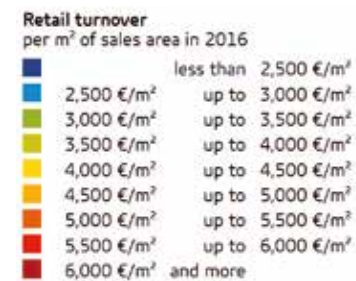 Retail turnover
per m² of sales area in 2016
less than 2,500 €/m²
2,500 €/m² up to 3,000 €/m²
3,000 €/m² up to 3,500 €/m²
3,500 €/m² up to 4,000 €/m²
4,000 €/m² up to 4,500 €/m²
4,500 €/m² up to 5,000 €/m²
5,000 €/m² up to 5,500 €/m²
5,500 €/m² up to 6,000 €/m²
6,000 €/m² and more